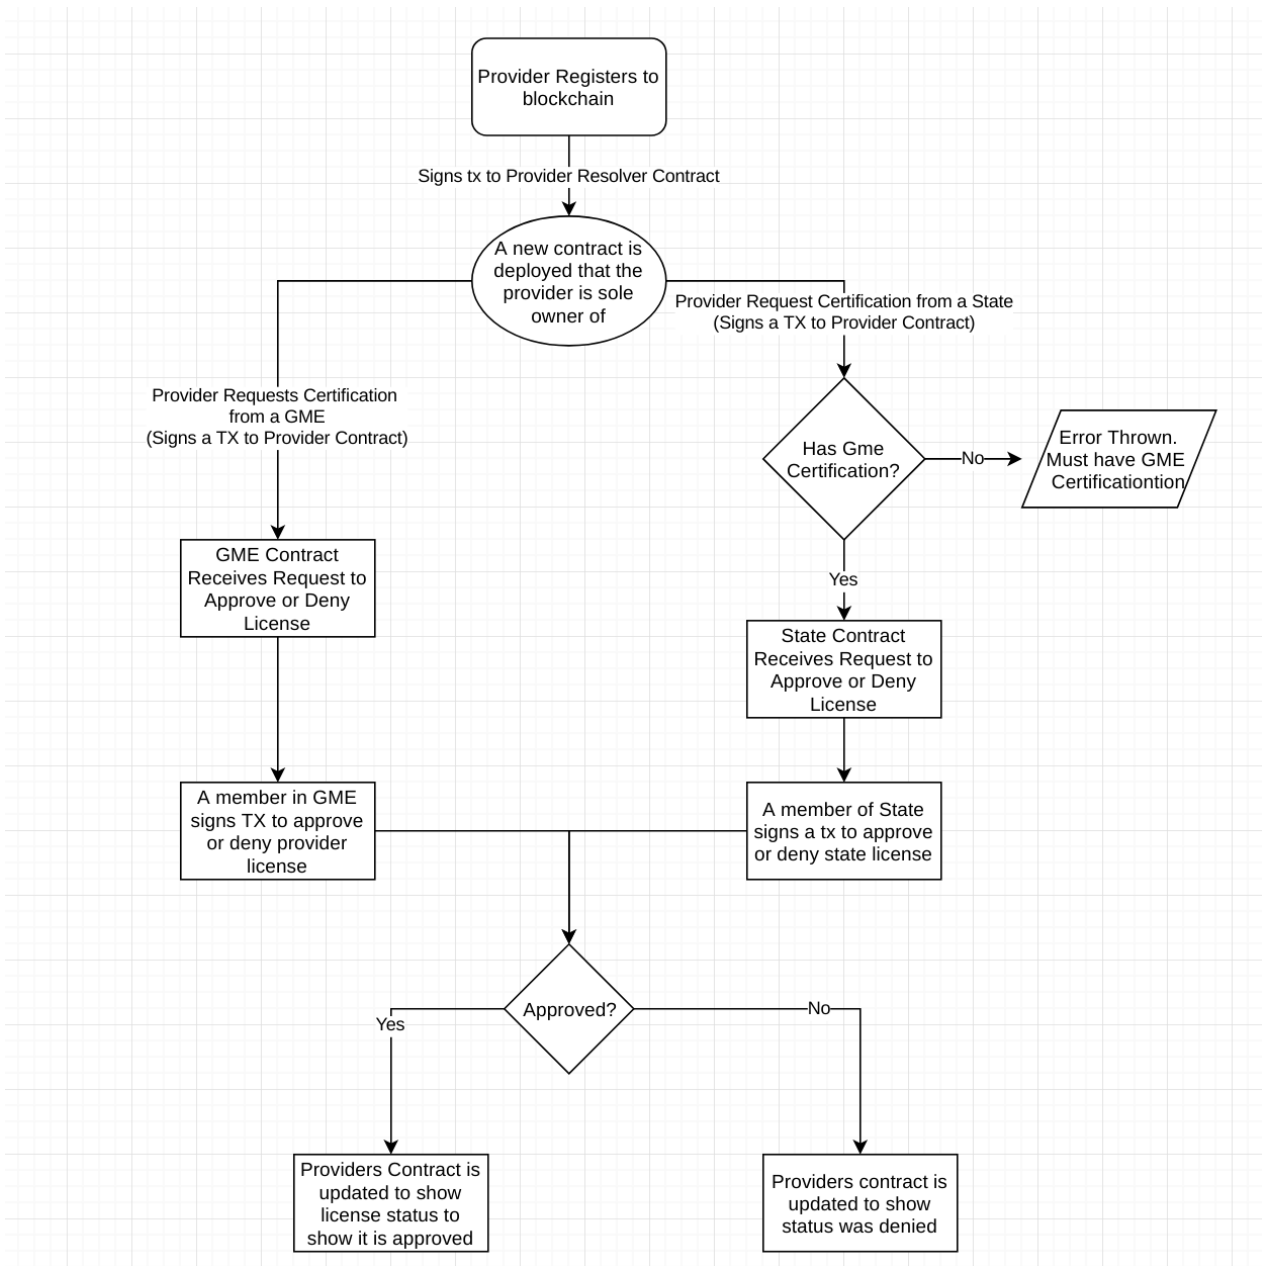 Provider Registers to
blockchain
Signs tx to Provider Resolver Contract
A new contract is
deployed that the
provider is sole
owner of
Provider Request Certification from a State
(Signs a TX to Provider Contract)
Provider Requests Certification
from a GME
(Signs a TX to Provider Contract)
Has Gme
Certification?
No
Error Thrown.
Must have GME
Certificationtion
GME Contract
Receives Request to
Approve or Deny
License
Yes
State Contract
Receives Request to
Approve or Deny
License
A member in GME
signs TX to approve
or deny provider
license
A member of State
signs a tx to approve
or deny state license
Approved?
Yes
No
Providers Contract is
updated to show
license status to
show it is approved
Providers contract is
updated to show
status was denied